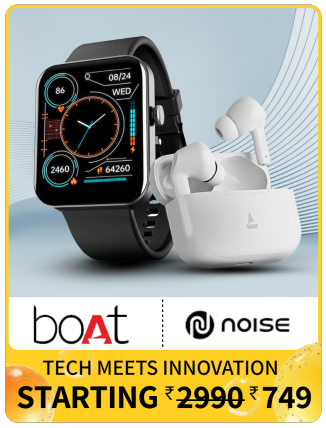 86
08/24
WED
2460
64260
boAt
noise
TECH MEETS INNOVATION
STARTING ₹2990 ₹749